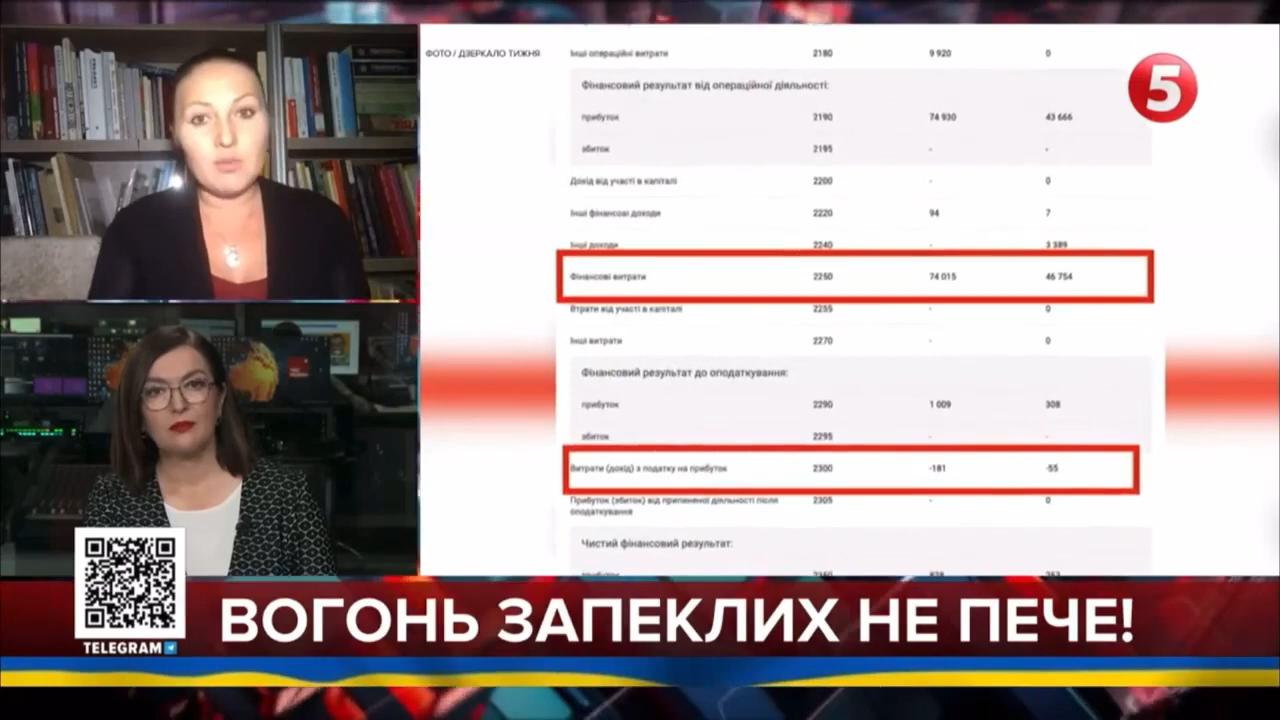 ФОТО / ДЗЕРКАЛО ТИЖНЯ
5
Інші операційні витрати 2180 9 920 0
Фінансовий результат від операційної діяльності:
прибуток 2190 74 930 43 666
збиток 2195 - -
Дохід від участі в капіталі 2200 - 0
Інші фінансові доходи 2220 94 7
Інші доходи 2240 - 3 389
Фінансові витрати 2250 74 015 46 754
Втрати від участі в капіталі 2255 - 0
Інші витрати 2270 - 0
Фінансовий результат до оподаткування:
прибуток 2290 1 009 308
збиток 2295 - -
Витрати (дохід) з податку на прибуток 2300 -181 -55
Прибуток (збиток) від припиненої діяльності після 2305 - 0
оподаткування
Чистий фінансовий результат:
прибуток 2350 828 253
ВОГОНЬ ЗАПЕКЛИХ НЕ ПЕЧЕ!
TELEGRAM